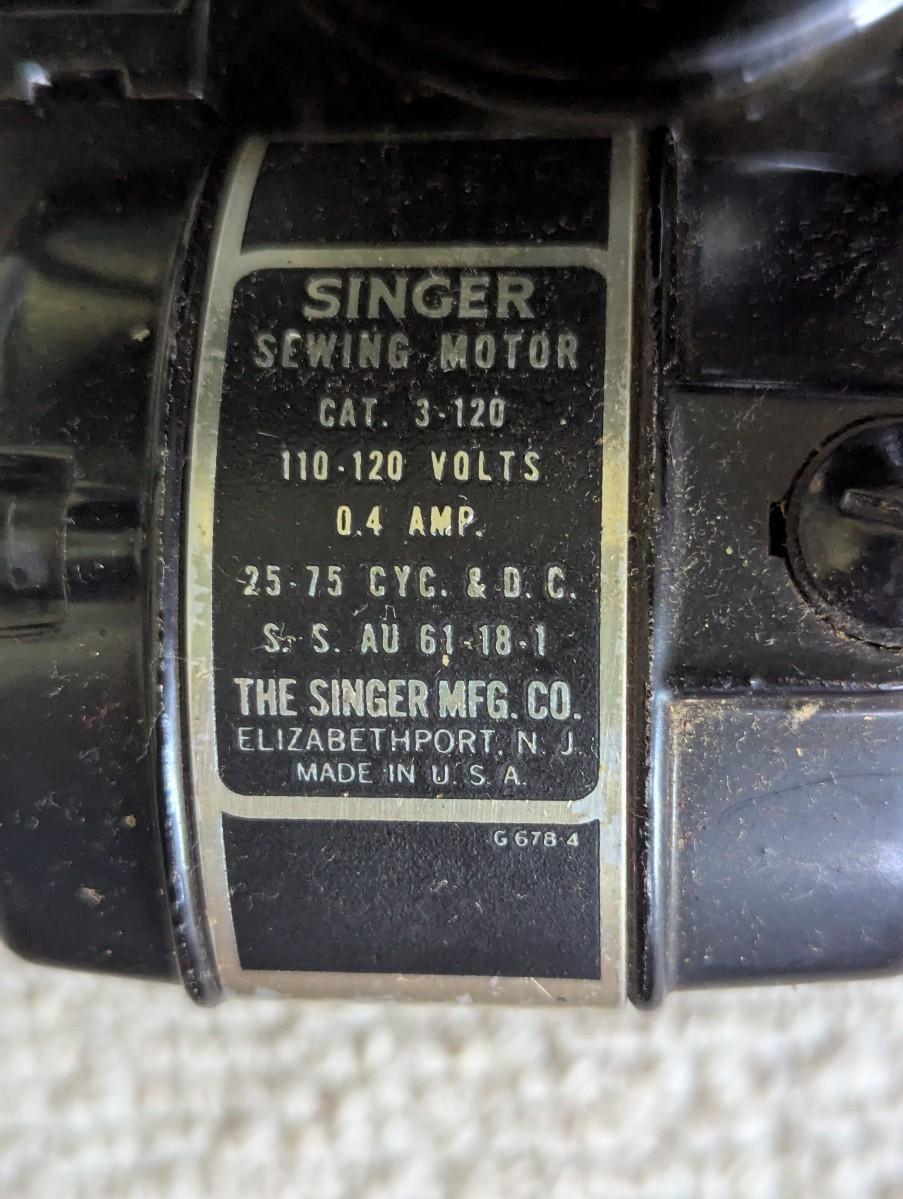 SINGER
SEWING MOTOR
CAT. 3-120
110-120 VOLTS
0.4 AMP.
25-75 CYC. & D. C.
S. S. AU 61-18-1
THE SINGER MFG. CO.
ELIZABETHPORT, N. J.
MADE IN U. S. A.
G 678-4